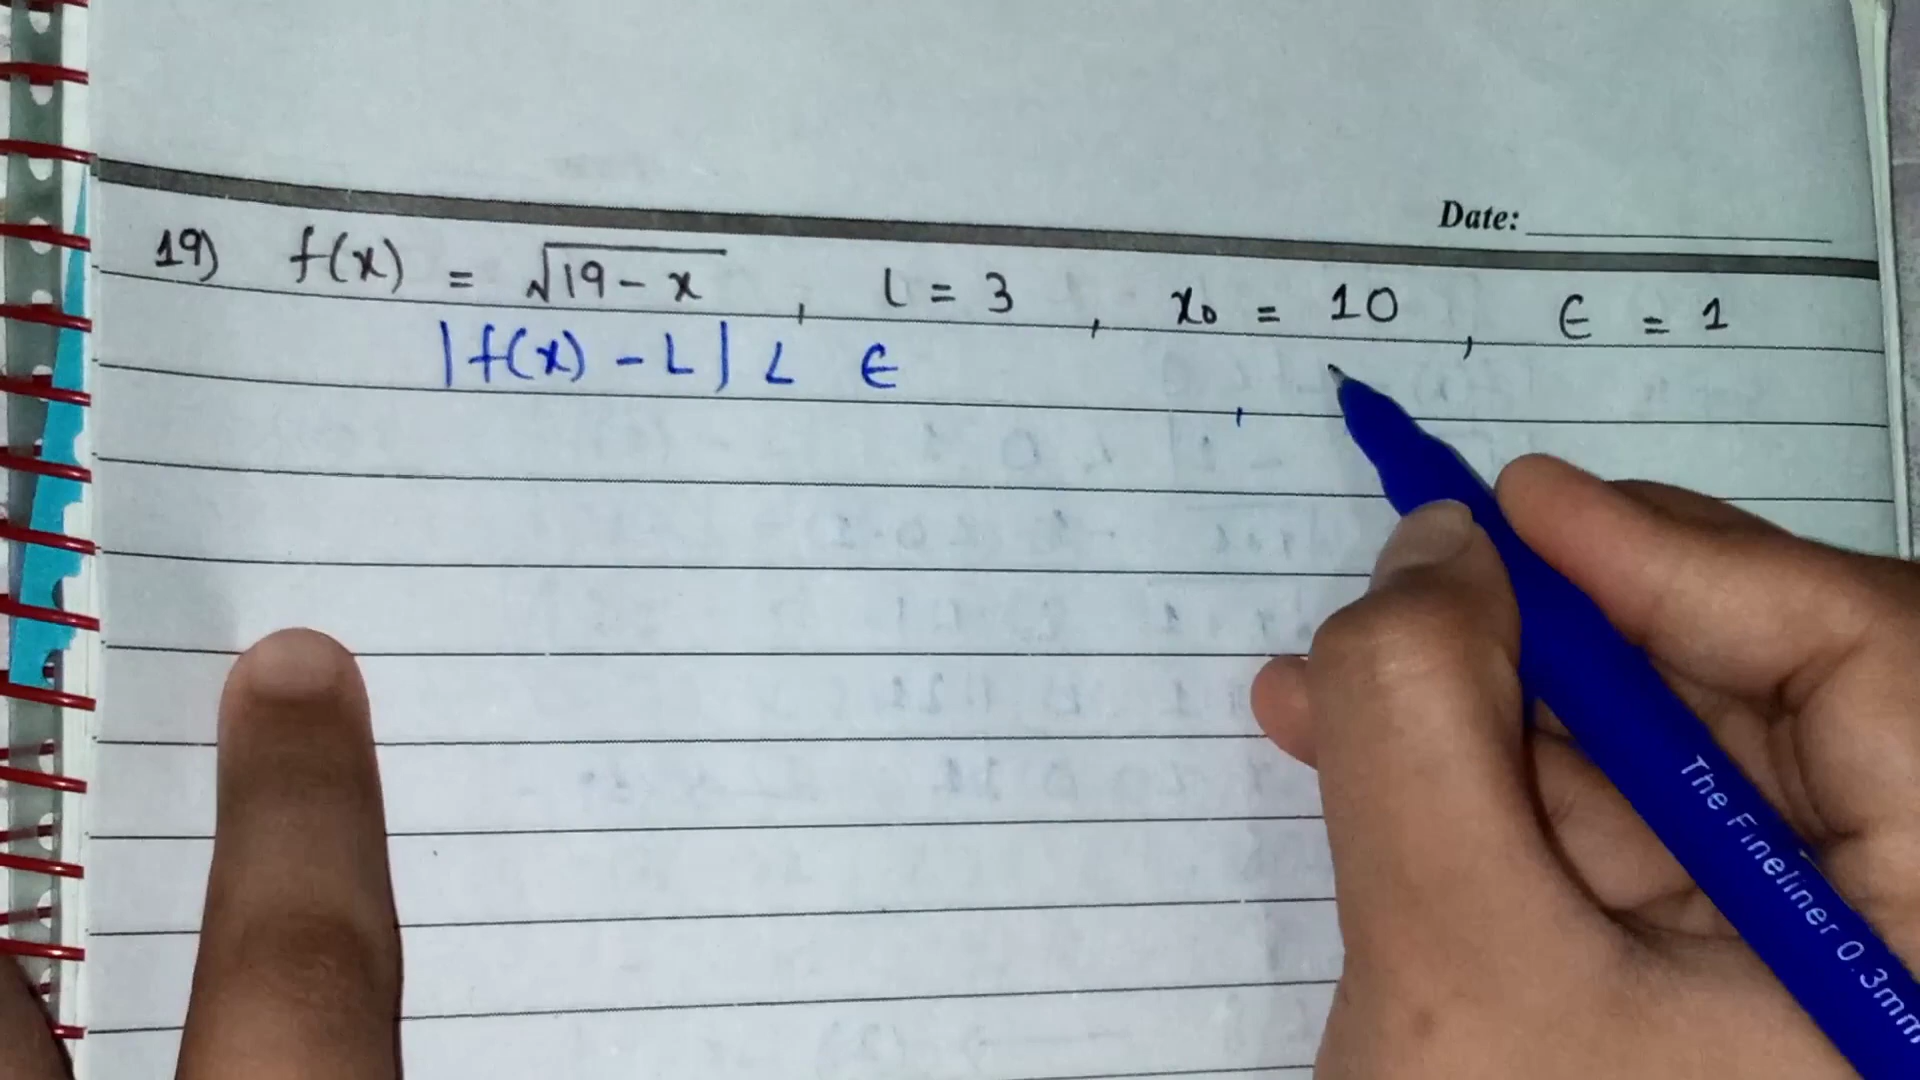 Date:
19) f(x) = √19-x , L = 3 , x₀ = 10 , ϵ = 1
|f(x) - L| < ϵ ,
The Fineliner 0.3mm